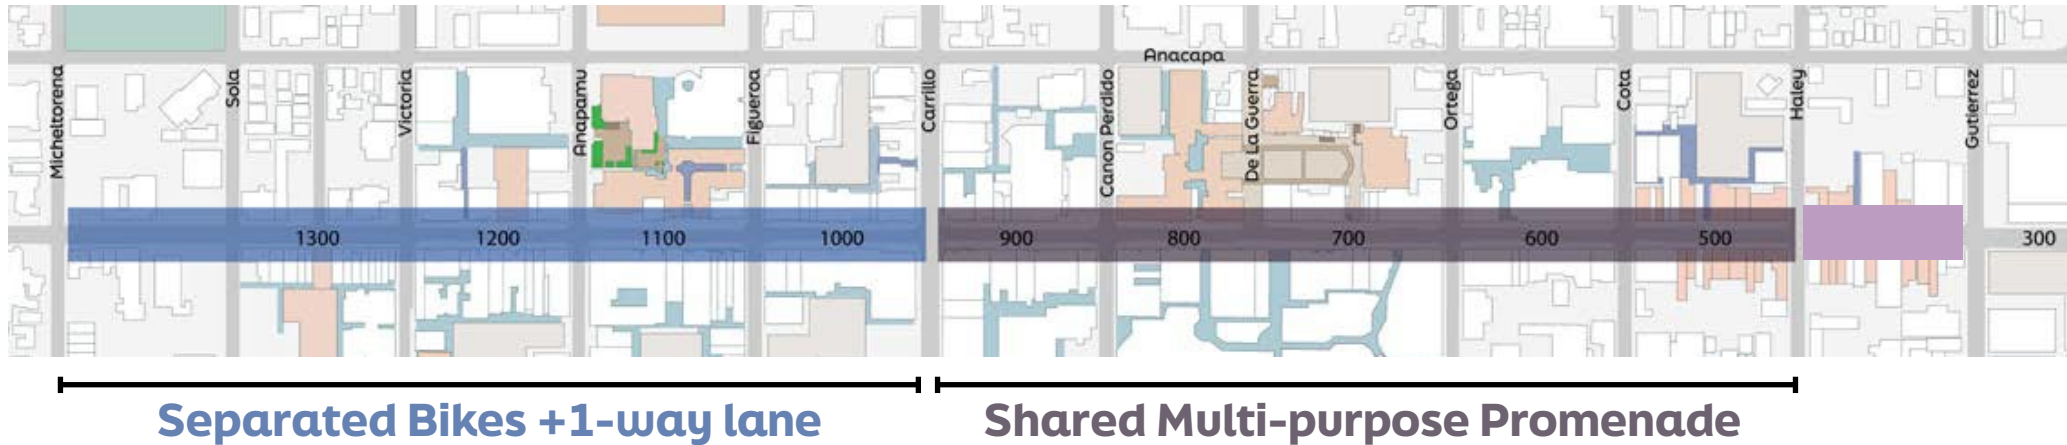 Anacapa
Micheltorena
Sola
Victoria
Anapamu
Figueroa
Carrillo
Canon Perdido
De La Guerra
Ortega
Cota
Haley
Gutierrez
1300
1200
1100
1000
900
800
700
600
500
300
Separated Bikes +1-way lane
Shared Multi-purpose Promenade